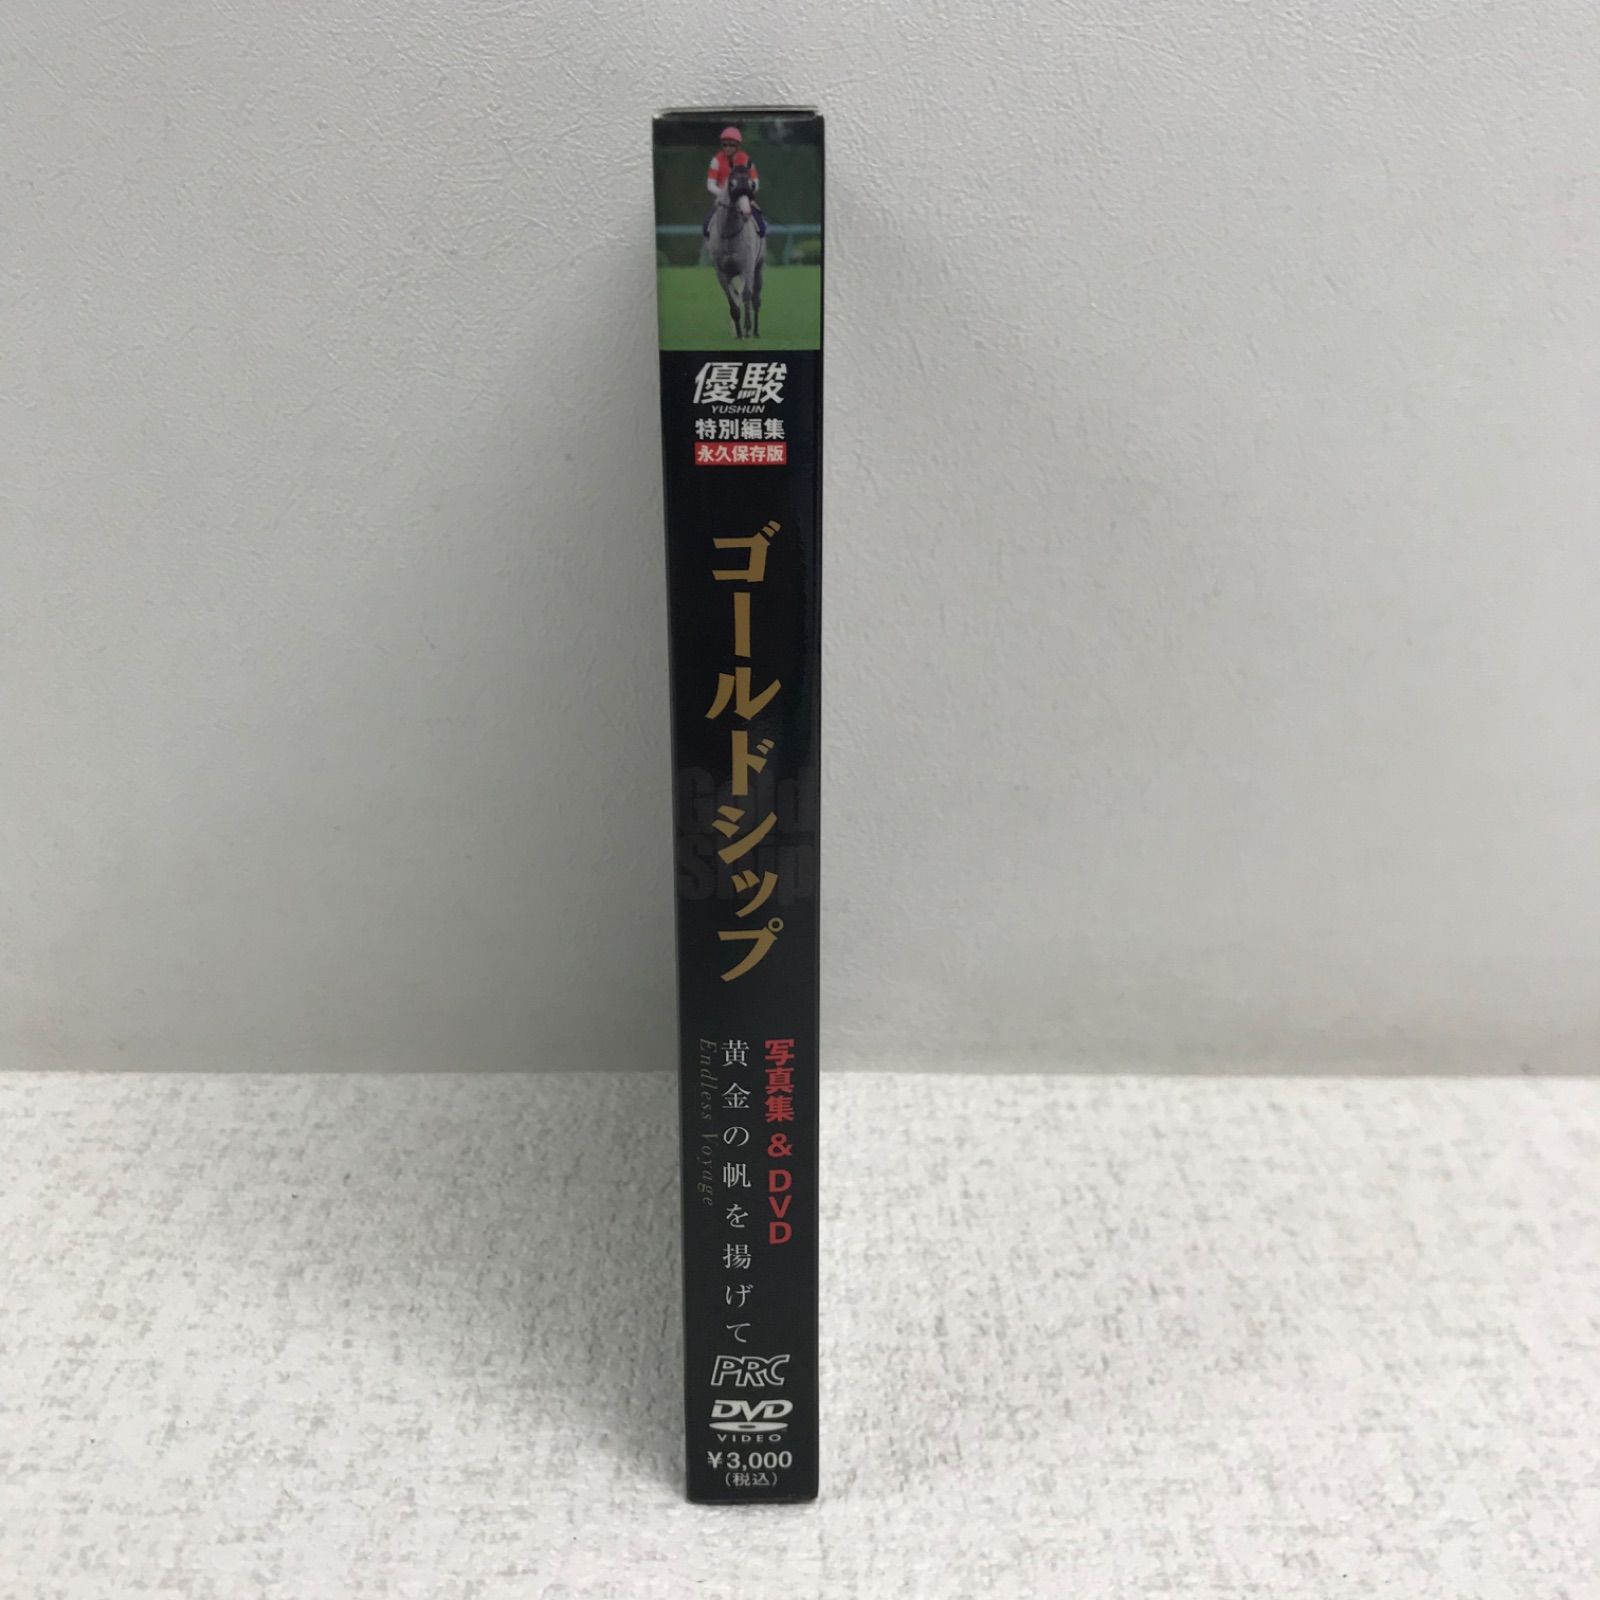 優駿
YUSHUN
特別編集
永久保存版
ゴールドシップ
Gold
Ship
写真集 & DVD
黄金の帆を揚げて
Endless Voyage
PRC
DVD
VIDEO
¥3,000
(税込)